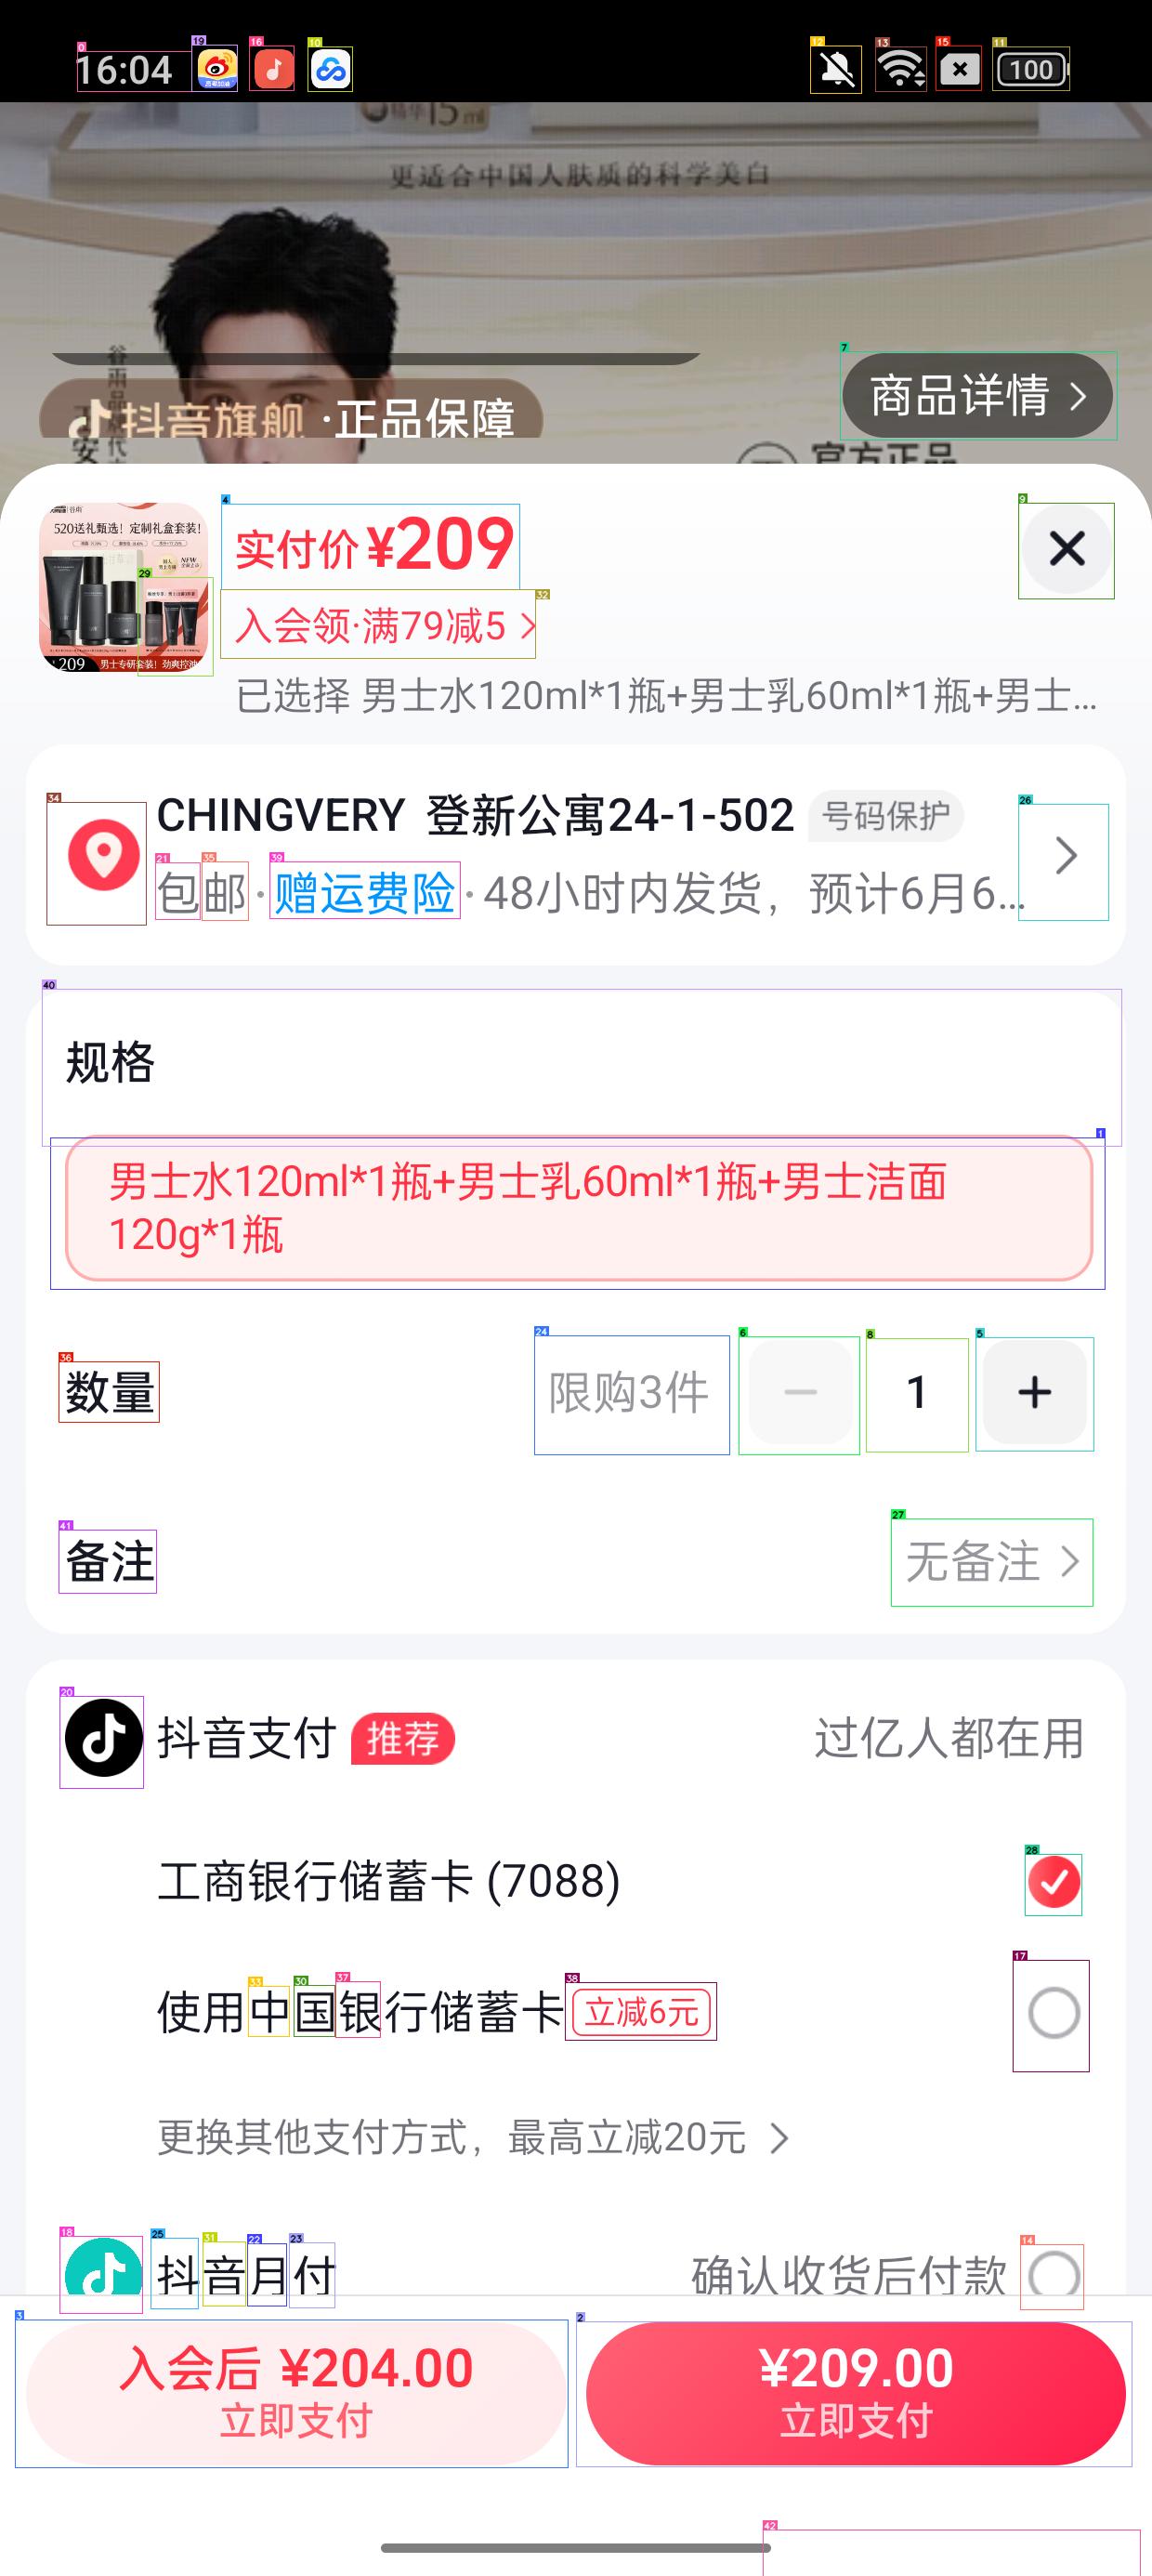 16:04
100
精华15ml
更适合中国人肤质的科学美白
商品详情
抖音旗舰·正品保障
官方正品
520送礼甄选！定制礼盒套装！
209 男士专研套装！劲爽控油
实付价 ¥209
入会领·满79减5
已选择 男士水120ml*1瓶+男士乳60ml*1瓶+男士...
CHINGVERY 登新公寓24-1-502 号码保护
包邮·赠运费险·48小时内发货，预计6月6...
规格
男士水120ml*1瓶+男士乳60ml*1瓶+男士洁面
120g*1瓶
数量 限购3件 1
备注 无备注
抖音支付 推荐 过亿人都在用
工商银行储蓄卡 (7088)
使用中国银行储蓄卡 立减6元
更换其他支付方式，最高立减20元
抖音月付 确认收货后付款
入会后 ¥204.00
立即支付
¥209.00
立即支付